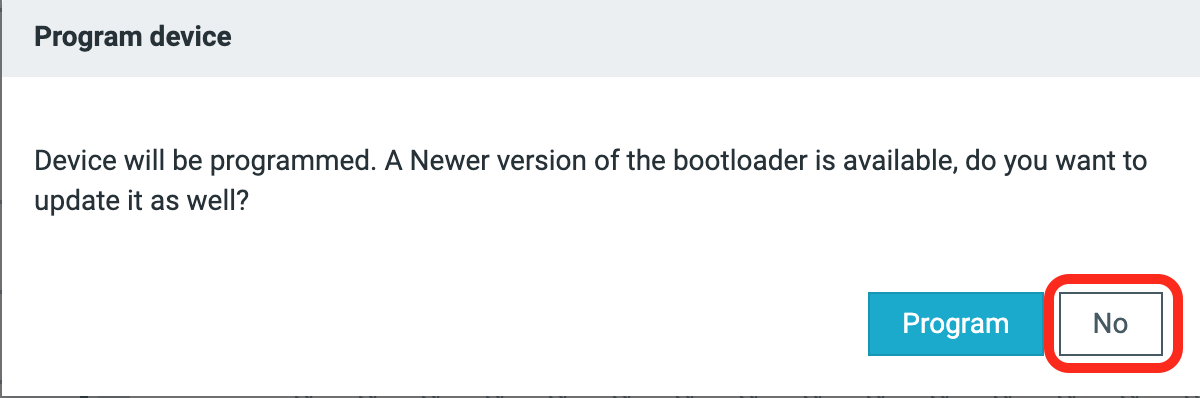 Program device
Device will be programmed. A Newer version of the bootloader is available, do you want to
update it as well?
Program
No